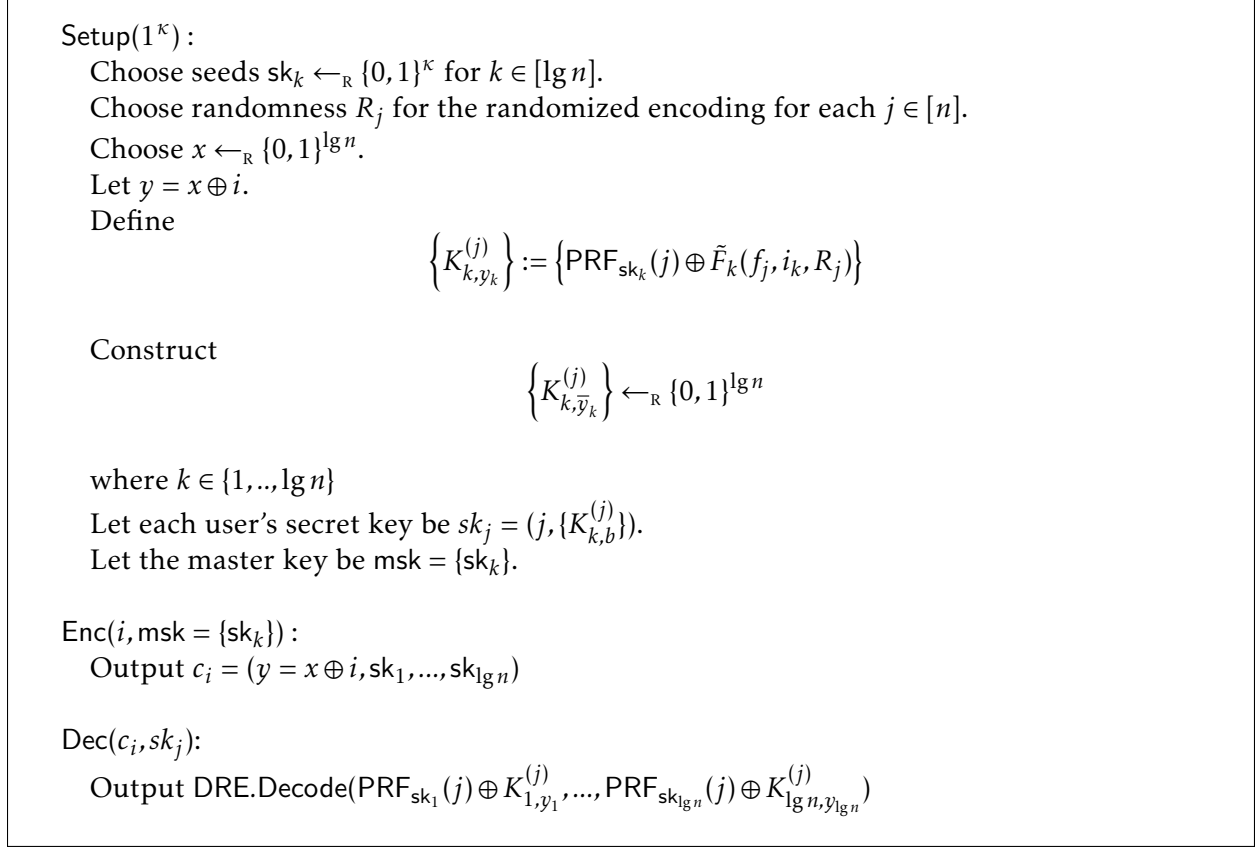 Setup(1^κ) :
Choose seeds sk_k ←_R {0,1}^κ for k ∈ [lg n].
Choose randomness R_j for the randomized encoding for each j ∈ [n].
Choose x ←_R {0,1}^{lg n}.
Let y = x ⊕ i.
Define
{K^{(j)}_{k,y_k}} := {PRF_{sk_k}(j) ⊕ F̃_k(f_j, i_k, R_j)}
Construct
{K^{(j)}_{k,ȳ_k}} ←_R {0,1}^{lg n}
where k ∈ {1,..,lg n}
Let each user's secret key be sk_j = (j,{K^{(j)}_{k,b}}).
Let the master key be msk = {sk_k}.
Enc(i,msk = {sk_k}) :
Output c_i = (y = x ⊕ i,sk_1,...,sk_{lg n})
Dec(c_i,sk_j):
Output DRE.Decode(PRF_{sk_1}(j) ⊕ K^{(j)}_{1,y_1},...,PRF_{sk_{lg n}}(j) ⊕ K^{(j)}_{lg n,y_{lg n}})